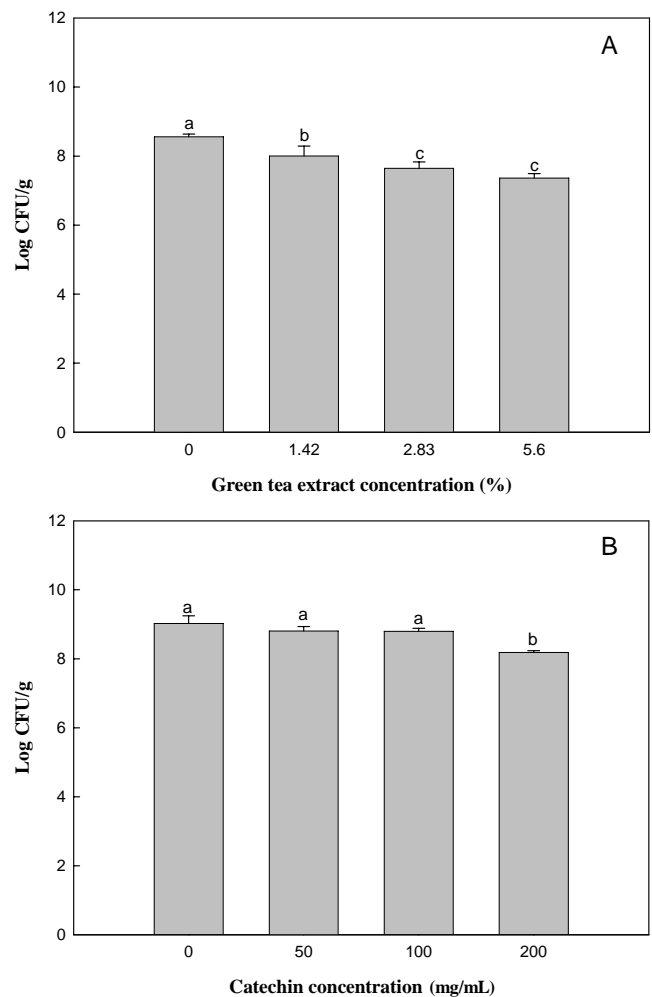 12
A
10
a
b
8
c
c
6
4
2
0
Log CFU/g
0 1.42 2.83 5.6
Green tea extract concentration (%)
12
B
10
a
a
a
b
8
6
4
2
0
Log CFU/g
0 50 100 200
Catechin concentration (mg/mL)